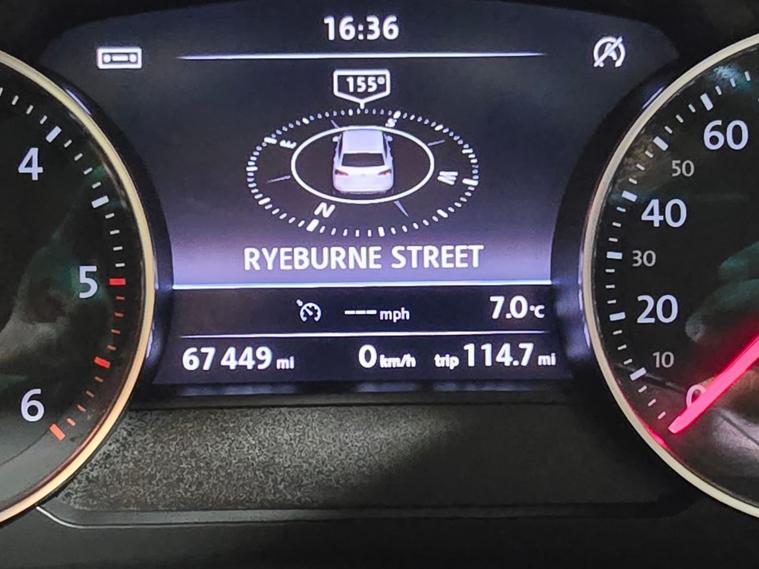 16:36
155°
S
E
W
N
RYEBURNE STREET
--- mph
7.0°C
67 449 mi
0 km/h
trip 114.7 mi
4
5
6
60
50
40
30
20
10
0